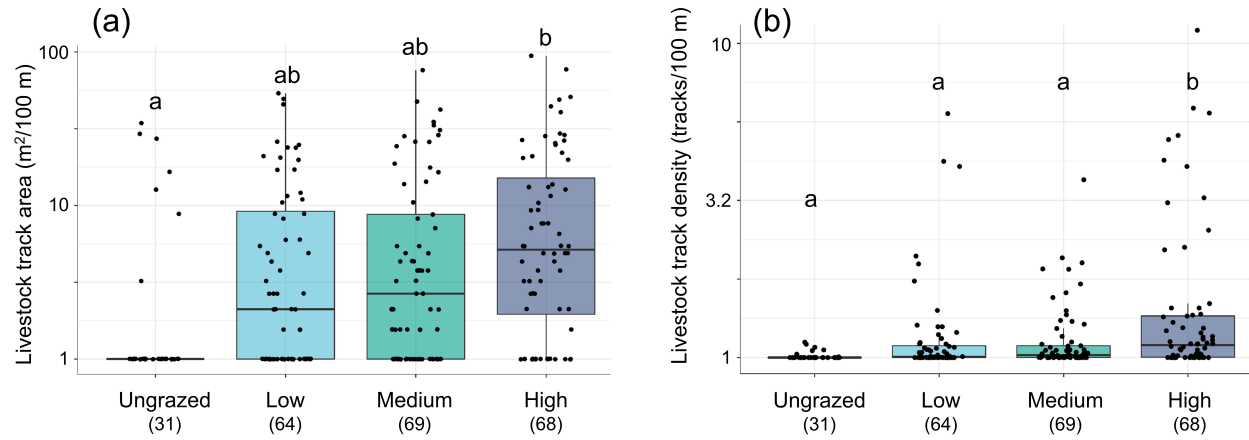 (a)
Livestock track area (m²/100 m)
100
10
1
a
ab
ab
b
Ungrazed
(31)
Low
(64)
Medium
(69)
High
(68)
(b)
Livestock track density (tracks/100 m)
10
3.2
1
a
a
a
b
Ungrazed
(31)
Low
(64)
Medium
(69)
High
(68)